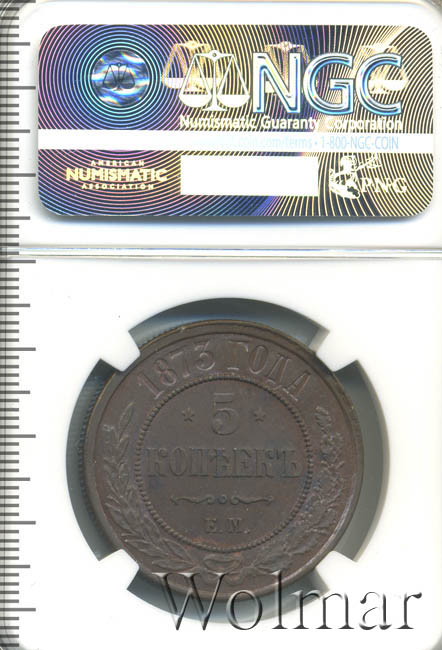 NGC
Numismatic Guaranty Corporation
1-800-NGC-COIN
AMERICAN
NUMISMATIC
ASSOCIATION
PNG
1873 ГОДА
* 5 *
КОПѢЕКЪ
Е.М.
Wolmar